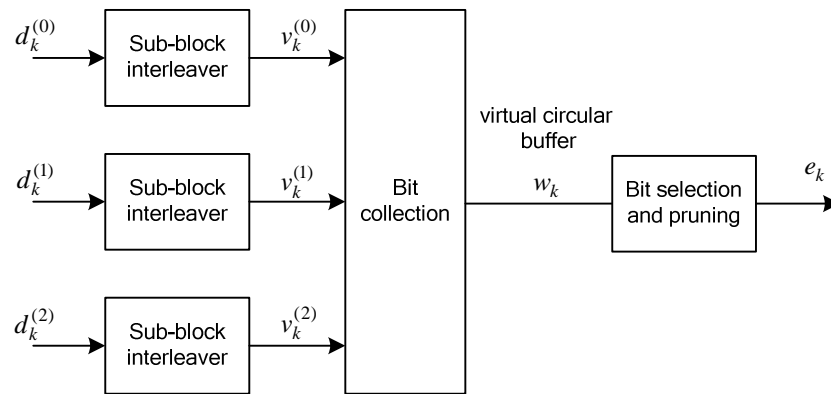 d_k^{(0)}
Sub-block
interleaver
v_k^{(0)}
d_k^{(1)}
Sub-block
interleaver
v_k^{(1)}
d_k^{(2)}
Sub-block
interleaver
v_k^{(2)}
Bit
collection
virtual circular
buffer
w_k
Bit selection
and pruning
e_k